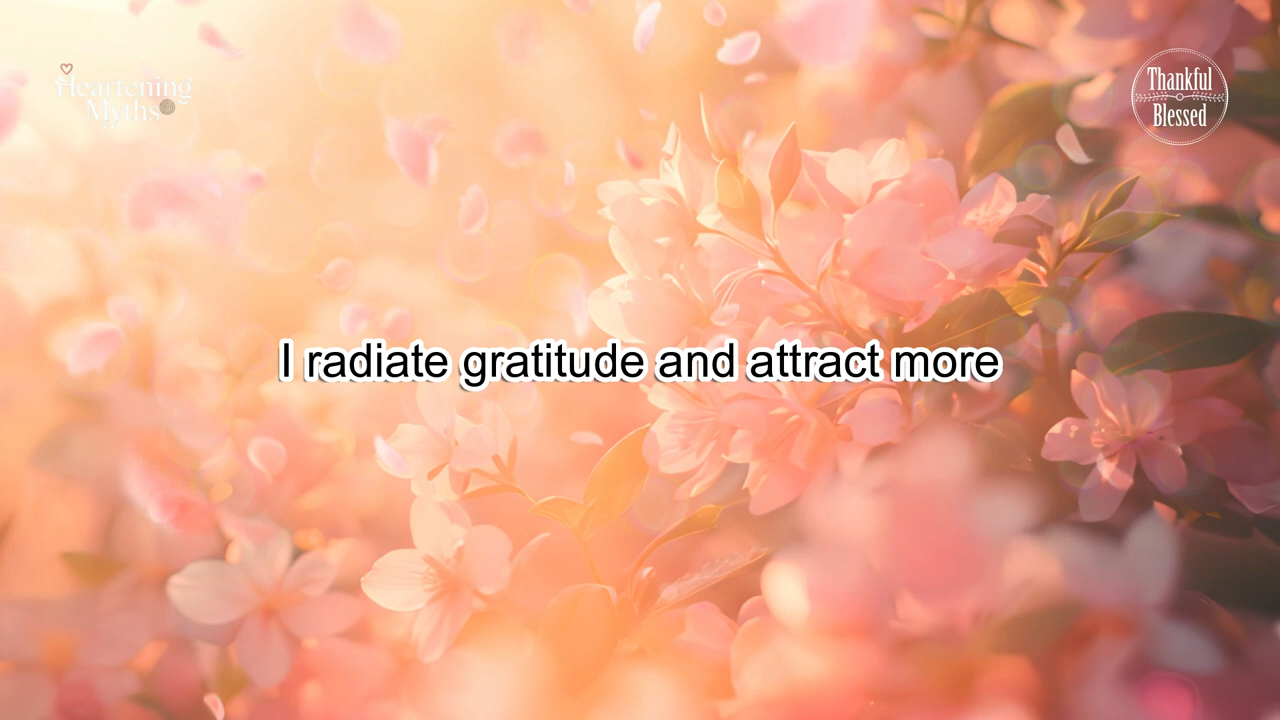 Heartening
Myths
Thankful
Blessed
I radiate gratitude and attract more